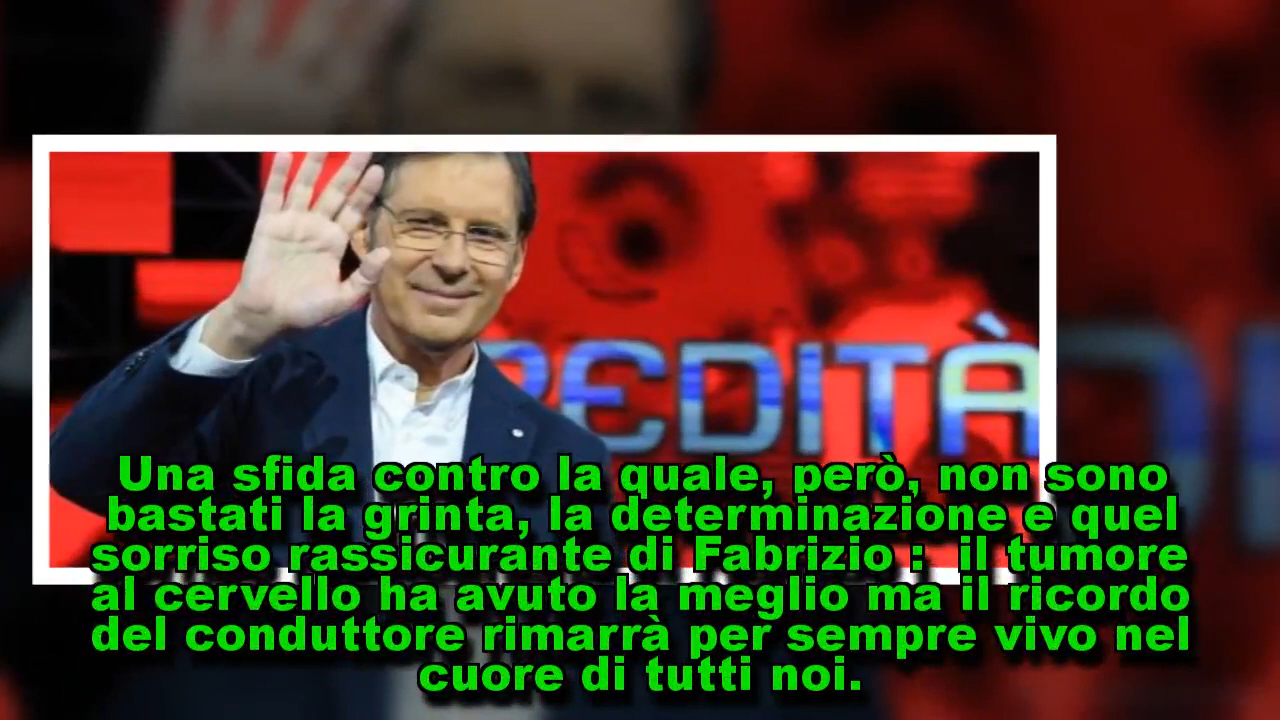 REDITÀ
Una sfida contro la quale, però, non sono
bastati la grinta, la determinazione e quel
sorriso rassicurante di Fabrizio :  il tumore
al cervello ha avuto la meglio ma il ricordo
del conduttore rimarrà per sempre vivo nel
cuore di tutti noi.